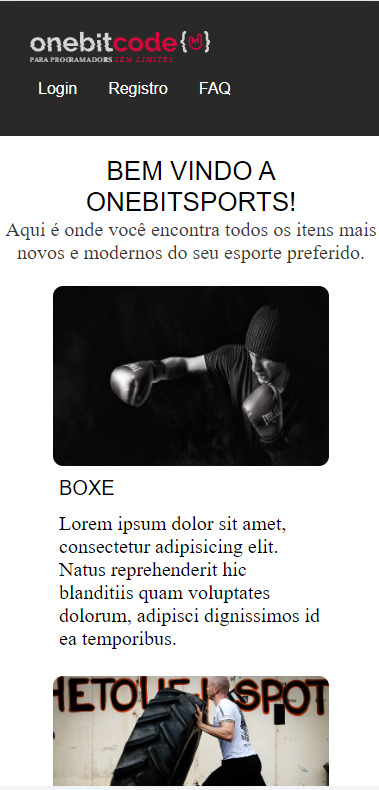 onebitcode{}
PARA PROGRAMADORES SEM LIMITES
Login Registro FAQ
BEM VINDO A
ONEBITSPORTS!
Aqui é onde você encontra todos os itens mais
novos e modernos do seu esporte preferido.
BOXE
Lorem ipsum dolor sit amet,
consectetur adipisicing elit.
Natus reprehenderit hic
blanditiis quam voluptates
dolorum, adipisci dignissimos id
ea temporibus.
SPOT